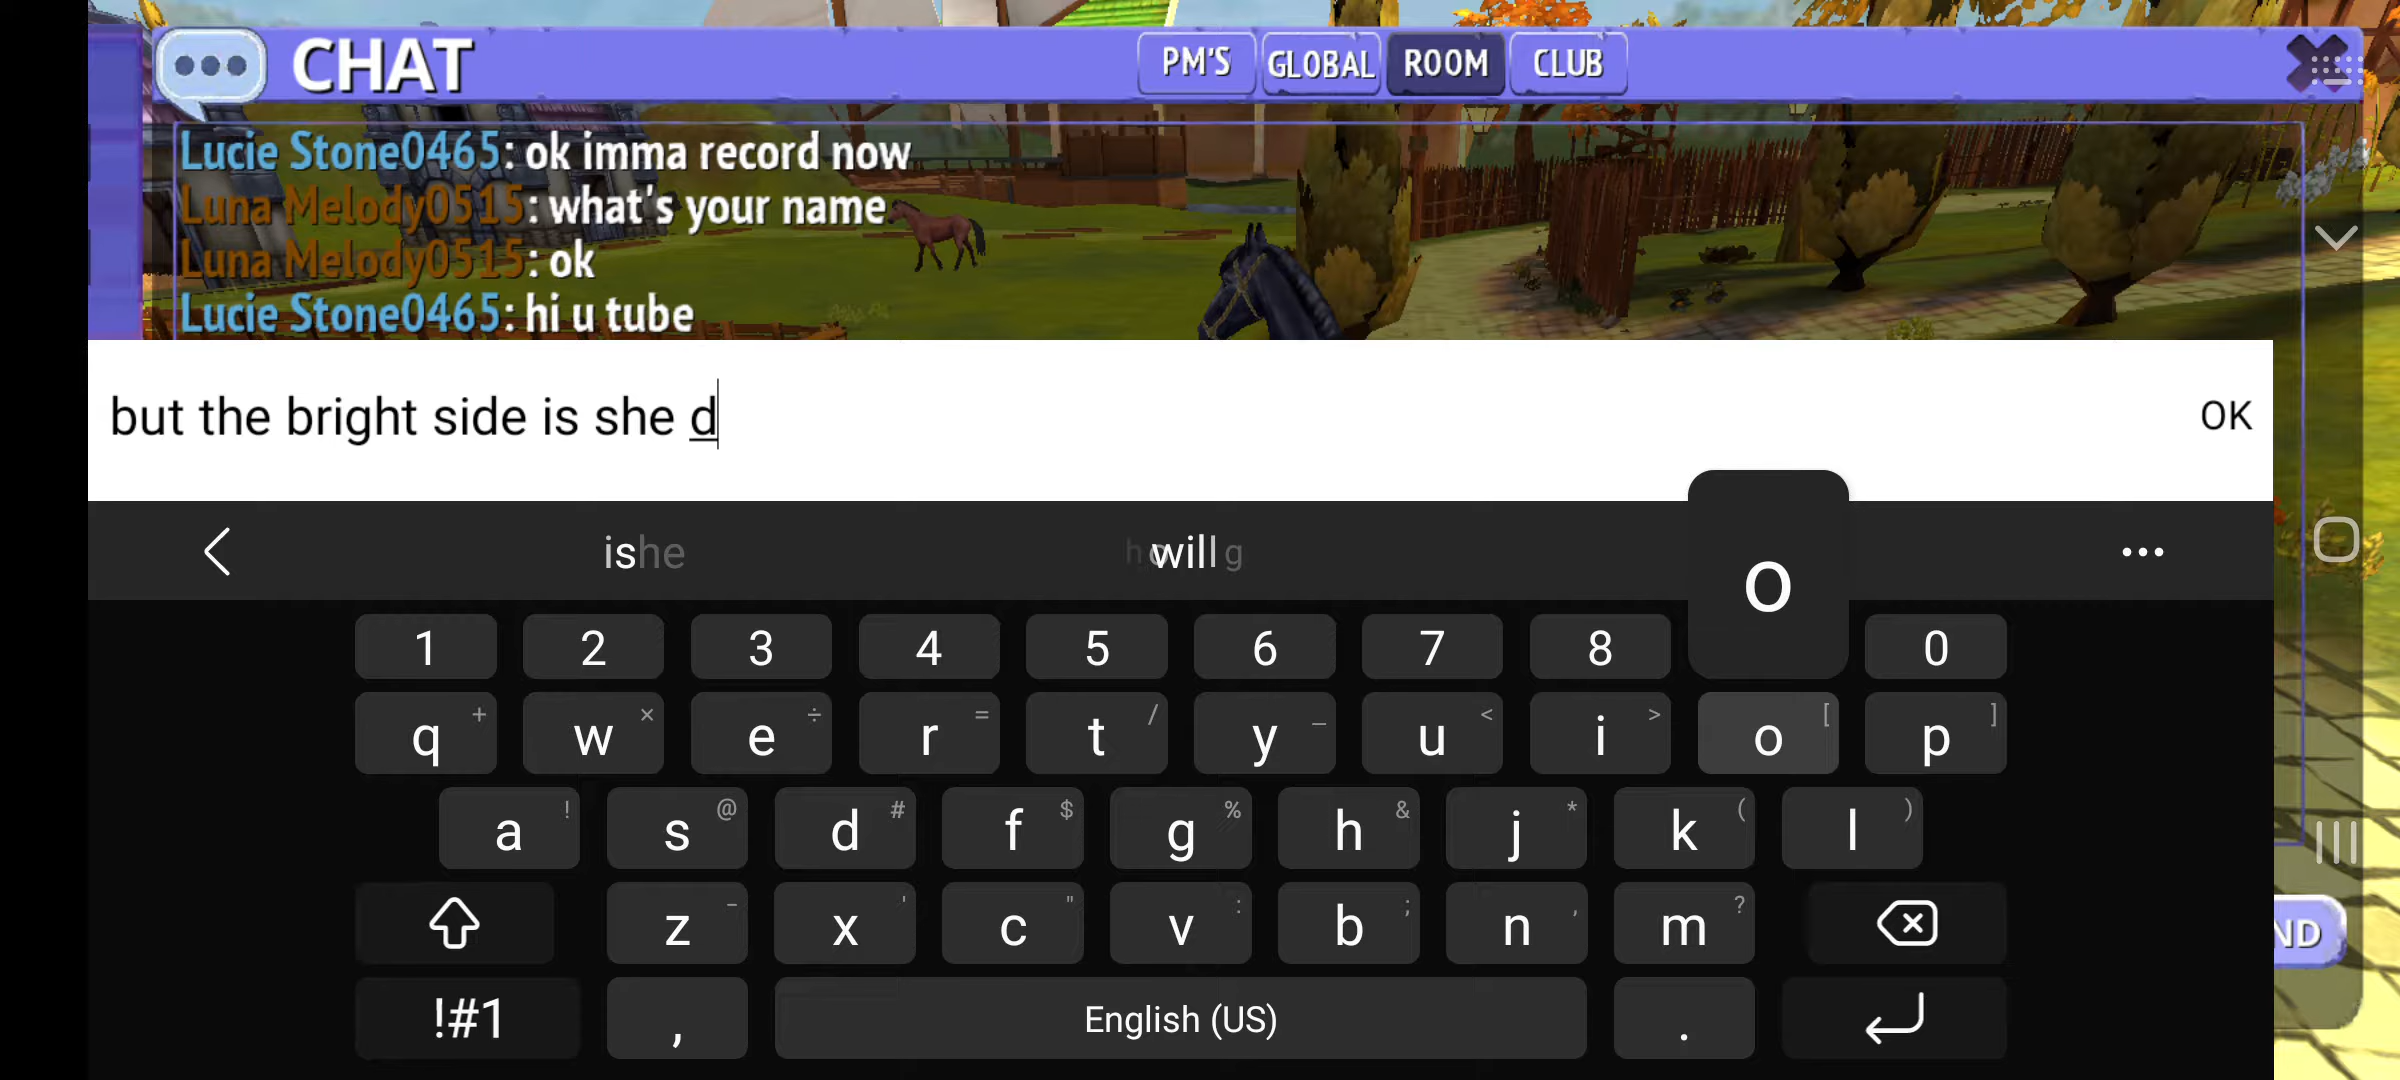 CHAT
PM'S GLOBAL ROOM CLUB
Lucie Stone0465: ok imma record now
Luna Melody0515: what's your name
Luna Melody0515: ok
Lucie Stone0465: hi u tube
but the bright side is she d
OK
ishe will g
o
1 2 3 4 5 6 7 8 0
q + w × e ÷ r = t / y _ u < i > o [ p ]
a ! s @ d # f $ g % h & j * k ( l )
z - x ' c " v : b ; n , m ?
!#1 , English (US) .
ND